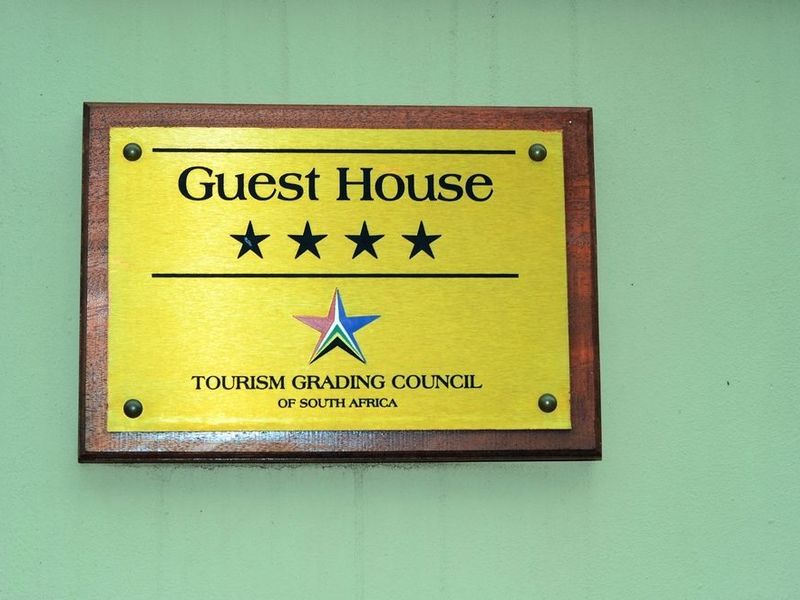 Guest House
★ ★ ★ ★
TOURISM GRADING COUNCIL
OF SOUTH AFRICA